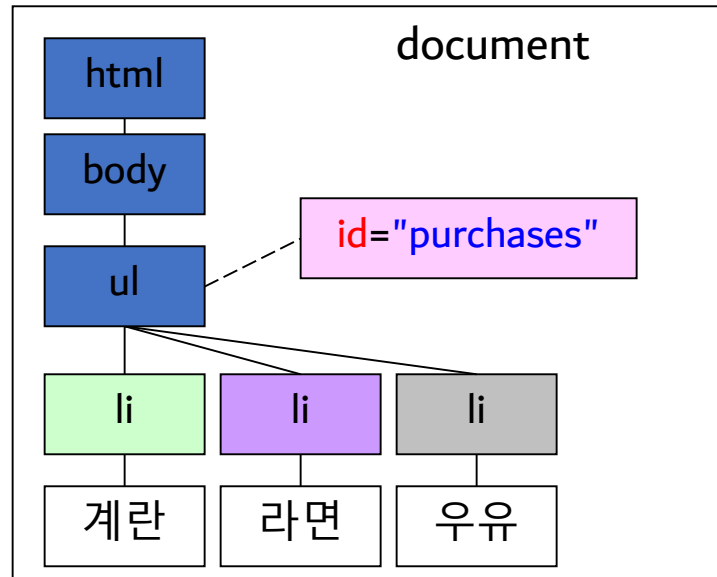 document
html
body
id="purchases"
ul
li
li
li
계란
라면
우유